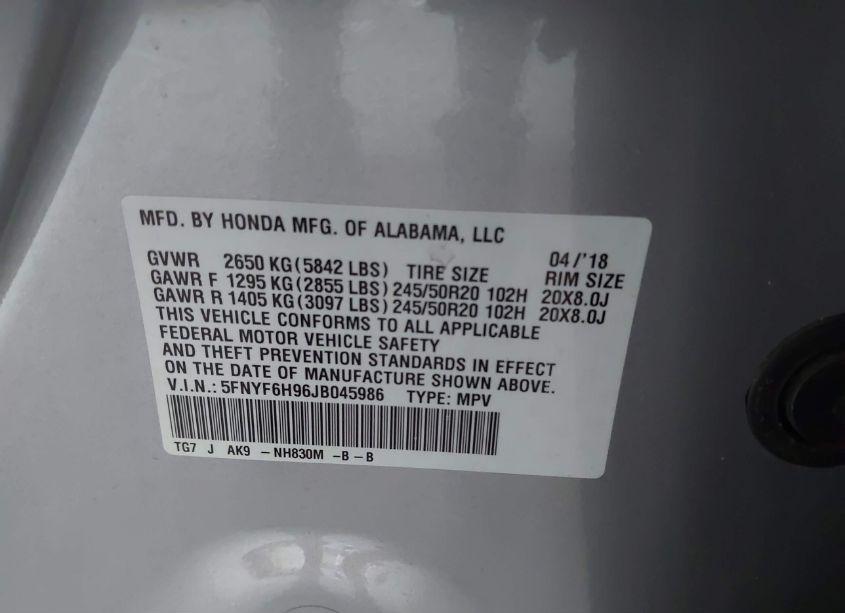 MFD. BY HONDA MFG. OF ALABAMA, LLC
04/'18
GVWR 2650 KG(5842 LBS) TIRE SIZE RIM SIZE
GAWR F 1295 KG(2855 LBS) 245/50R20 102H 20X8.0J
GAWR R 1405 KG(3097 LBS) 245/50R20 102H 20X8.0J
THIS VEHICLE CONFORMS TO ALL APPLICABLE
FEDERAL MOTOR VEHICLE SAFETY
AND THEFT PREVENTION STANDARDS IN EFFECT
ON THE DATE OF MANUFACTURE SHOWN ABOVE.
V.I.N.: 5FNYF6H96JB045986 TYPE: MPV
TG7 J AK9 -NH830M -B-B